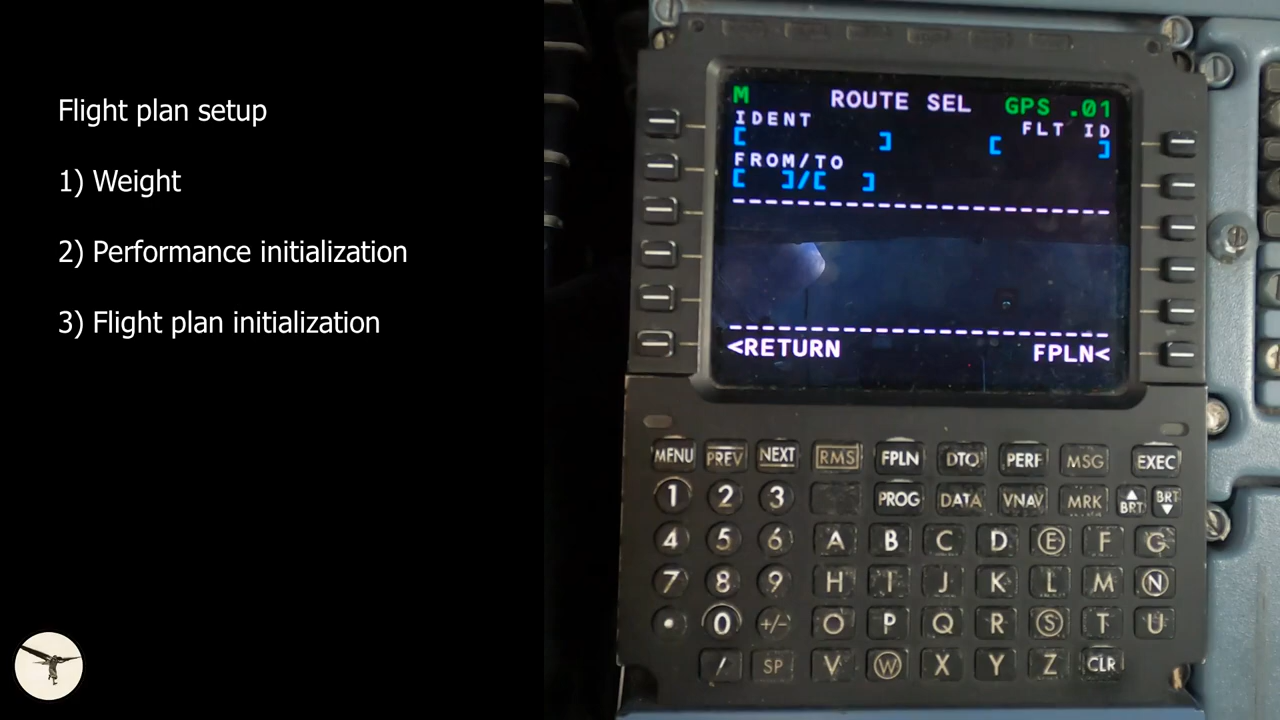 Flight plan setup
1) Weight
2) Performance initialization
3) Flight plan initialization
M ROUTE SEL GPS .01
IDENT FLT ID
[ ] [ ]
FROM/TO
[ ]/[ ]
<RETURN FPLN<
MENU PREV NEXT RMS FPLN DTO PERF MSG EXEC
1 2 3 PROG DATA VNAV MRK ▲ BRT BRT ▼
4 5 6 A B C D E F G
7 8 9 H I J K L M N
• 0 +/- O P Q R S T U
/ SP V W X Y Z CLR